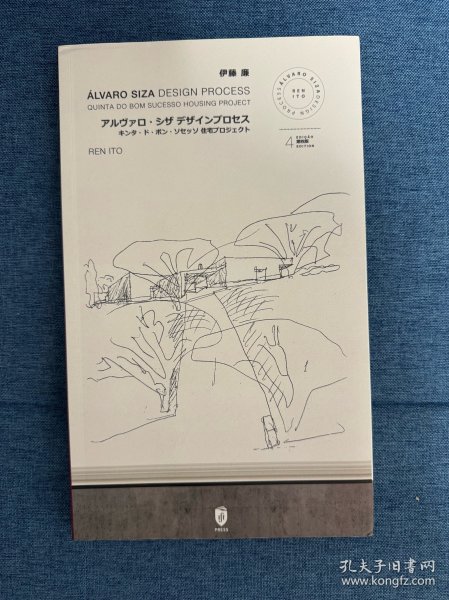 伊藤 廉
ÁLVARO SIZA DESIGN PROCESS
QUINTA DO BOM SUCESSO HOUSING PROJECT
アルヴァロ・シザ デザインプロセス
キンタ・ド・ボン・ソセッソ 住宅プロジェクト
REN ITO
ÁLVARO SIZA DESIGN PROCESS
REN
ITO
4
EDIÇÃO
第四版
EDITION
PRESS
孔夫子旧书网
www.kongfz.com